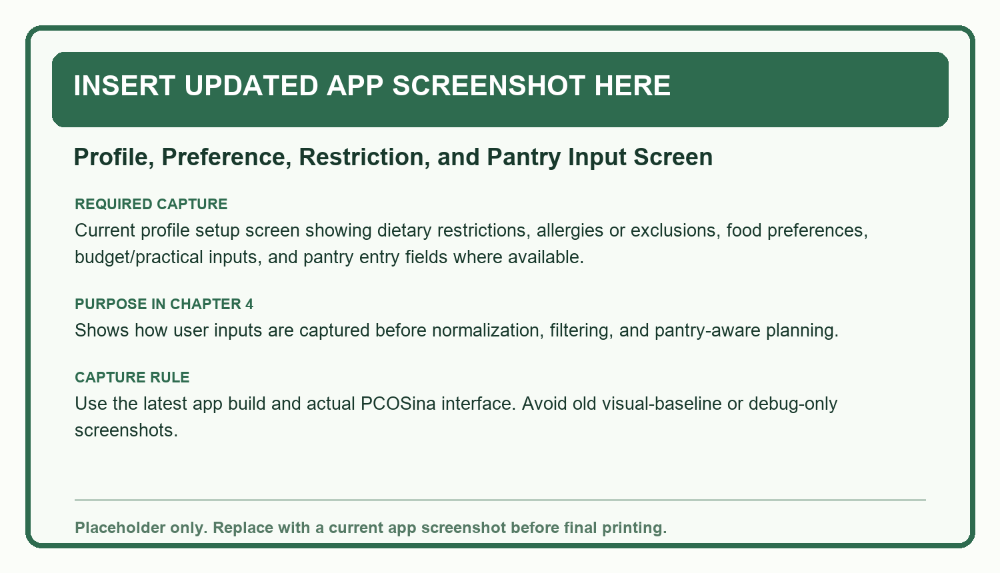 INSERT UPDATED APP SCREENSHOT HERE
Profile, Preference, Restriction, and Pantry Input Screen
REQUIRED CAPTURE
Current profile setup screen showing dietary restrictions, allergies or exclusions, food preferences,
budget/practical inputs, and pantry entry fields where available.
PURPOSE IN CHAPTER 4
Shows how user inputs are captured before normalization, filtering, and pantry-aware planning.
CAPTURE RULE
Use the latest app build and actual PCOSina interface. Avoid old visual-baseline or debug-only
screenshots.
Placeholder only. Replace with a current app screenshot before final printing.